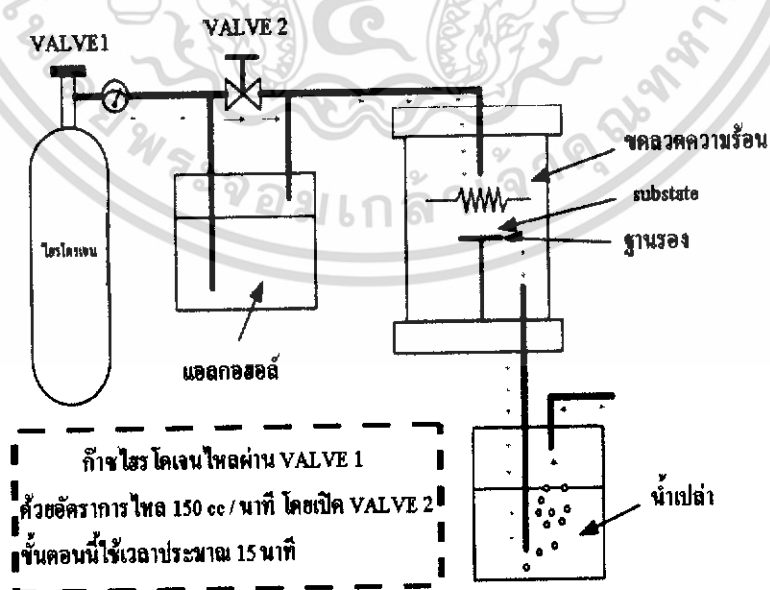 VALVE 2
VALVE1
ขดลวดความร้อน
substate
ฐานรอง
ไฮโดรเจน
แอลกอฮอล์
ก๊าซไฮโดเจนไหลผ่าน VALVE 1
ด้วยอัตราการไหล 150 cc / นาที โดยเปิด VALVE 2
ขั้นตอนนี้ใช้เวลาประมาณ 15 นาที
น้ำเปล่า